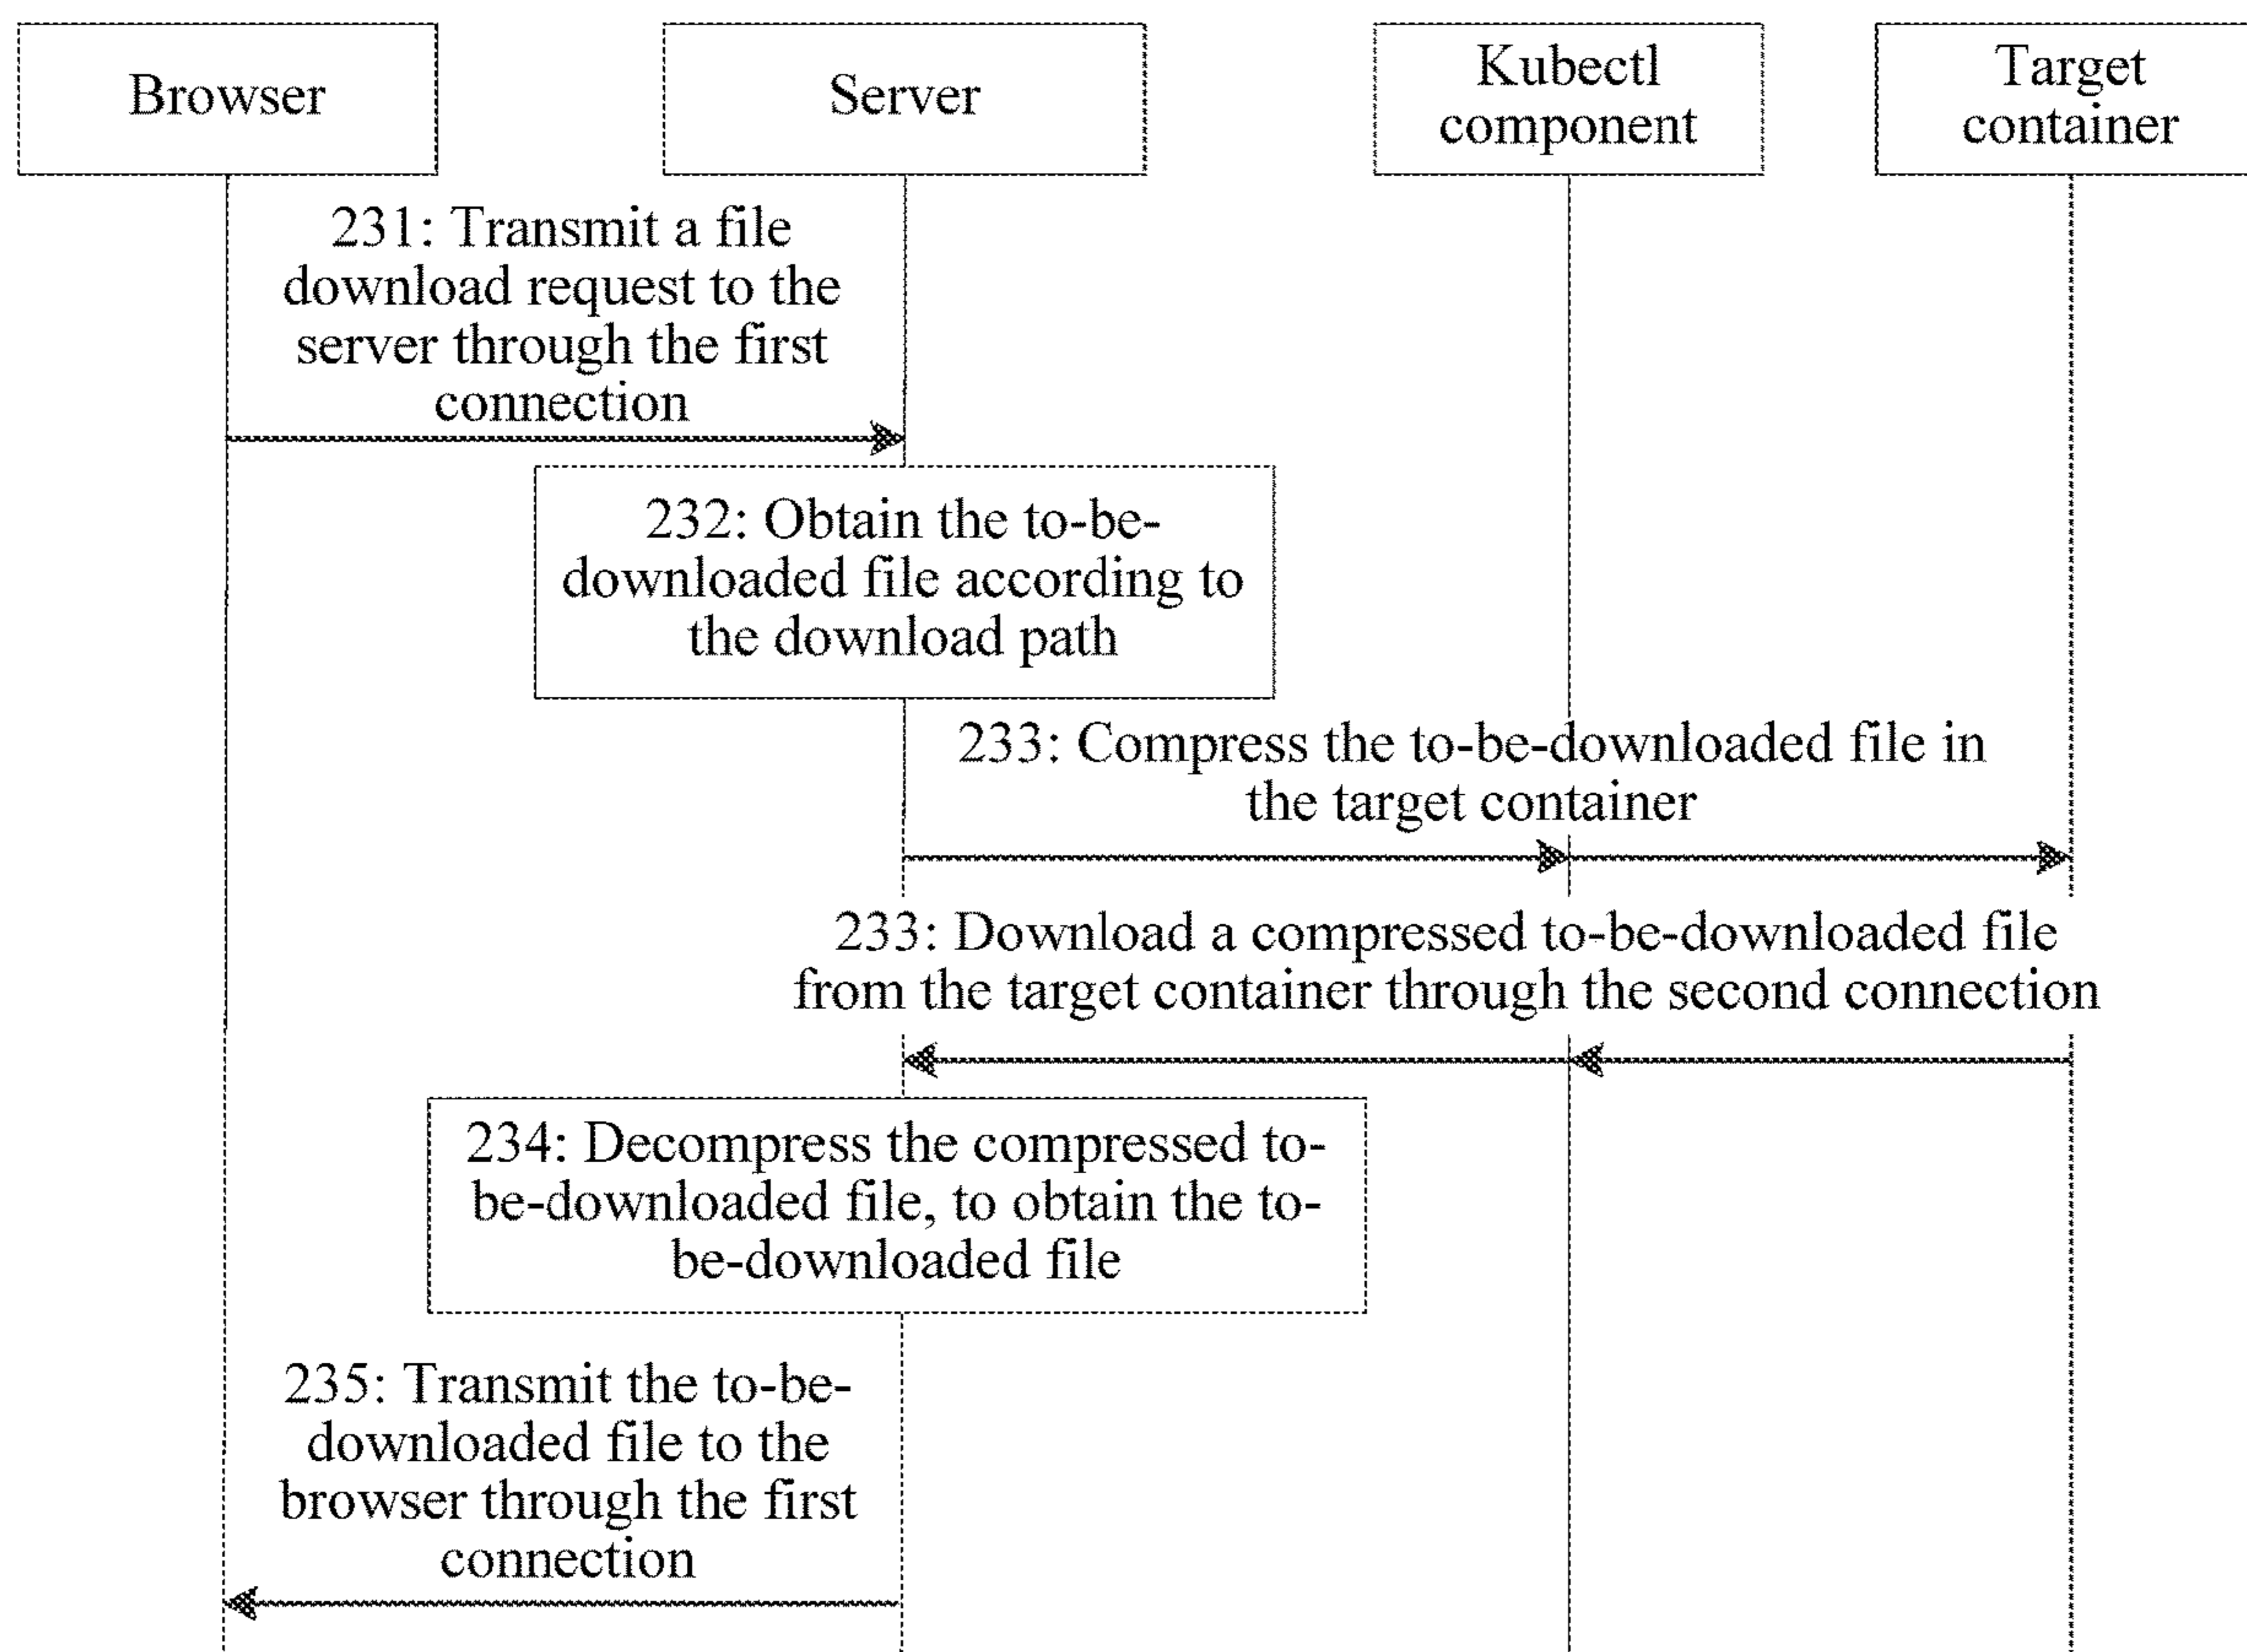 Browser
Server
Kubectl
component
Target
container
231: Transmit a file
download request to the
server through the first
connection
232: Obtain the to-be-
downloaded file according to
the download path
233: Compress the to-be-downloaded file in
the target container
233: Download a compressed to-be-downloaded file
from the target container through the second connection
234: Decompress the compressed to-
be-downloaded file, to obtain the to-
be-downloaded file
235: Transmit the to-be-
downloaded file to the
browser through the first
connection